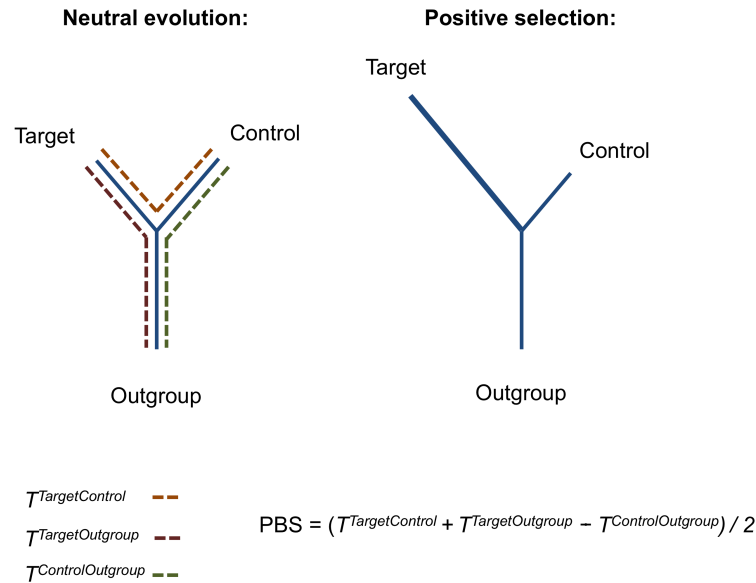 Neutral evolution:
Positive selection:
Target
Control
Outgroup
Target
Control
Outgroup
T^TargetControl
T^TargetOutgroup
T^ControlOutgroup
PBS = (T^TargetControl + T^TargetOutgroup − T^ControlOutgroup) / 2